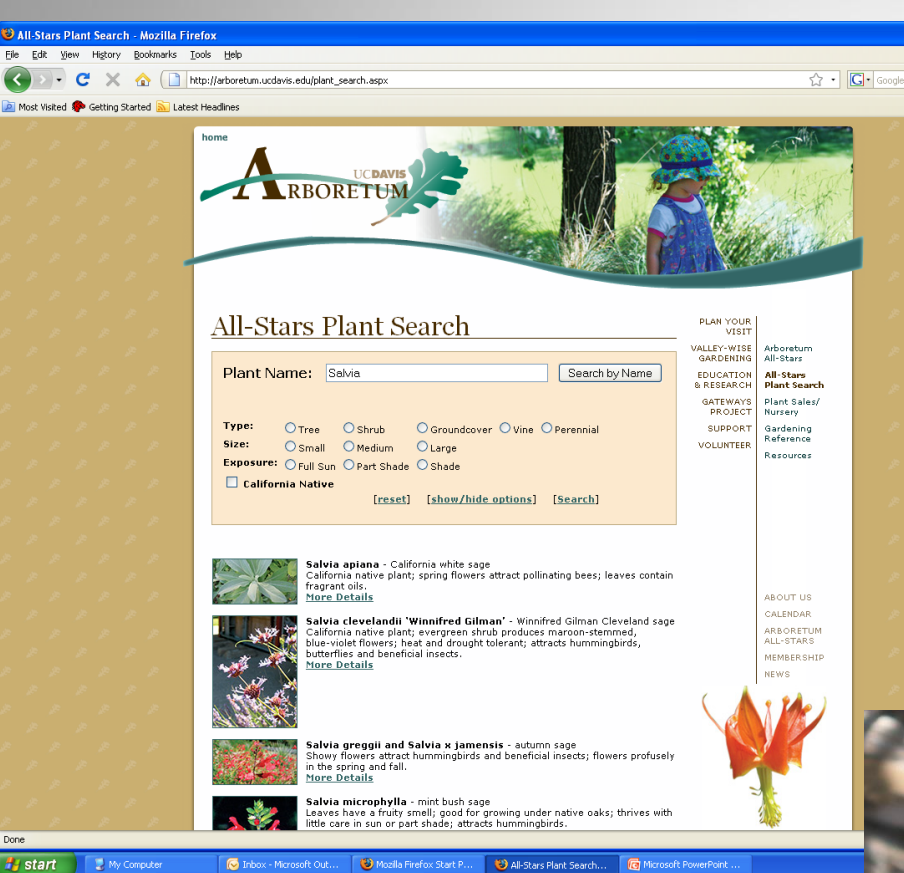 All-Stars Plant Search - Mozilla Firefox
File Edit View History Bookmarks Tools Help
http://arboretum.ucdavis.edu/plant_search.aspx
G Google
Most Visited Getting Started Latest Headlines
home
UCDAVIS
ARBORETUM
All-Stars Plant Search
Plant Name: Salvia Search by Name
Type: Tree Shrub Groundcover Vine Perennial
Size: Small Medium Large
Exposure: Full Sun Part Shade Shade
California Native
[reset] [show/hide options] [Search]
Salvia apiana - California white sage
California native plant; spring flowers attract pollinating bees; leaves contain
fragrant oils.
More Details
Salvia clevelandii 'Winnifred Gilman' - Winnifred Gilman Cleveland sage
California native plant; evergreen shrub produces maroon-stemmed,
blue-violet flowers; heat and drought tolerant; attracts hummingbirds,
butterflies and beneficial insects.
More Details
Salvia greggii and Salvia x jamensis - autumn sage
Showy flowers attract hummingbirds and beneficial insects; flowers profusely
in the spring and fall.
More Details
Salvia microphylla - mint bush sage
Leaves have a fruity smell; good for growing under native oaks; thrives with
little care in sun or part shade; attracts hummingbirds.
PLAN YOUR
VISIT
VALLEY-WISE
GARDENING
EDUCATION
& RESEARCH
GATEWAYS
PROJECT
SUPPORT
VOLUNTEER
Arboretum
All-Stars
All-Stars
Plant Search
Plant Sales/
Nursery
Gardening
Reference
Resources
ABOUT US
CALENDAR
ARBORETUM
ALL-STARS
MEMBERSHIP
NEWS
Done
start My Computer Inbox - Microsoft Out... Mozilla Firefox Start P... All-Stars Plant Search... Microsoft PowerPoint ...